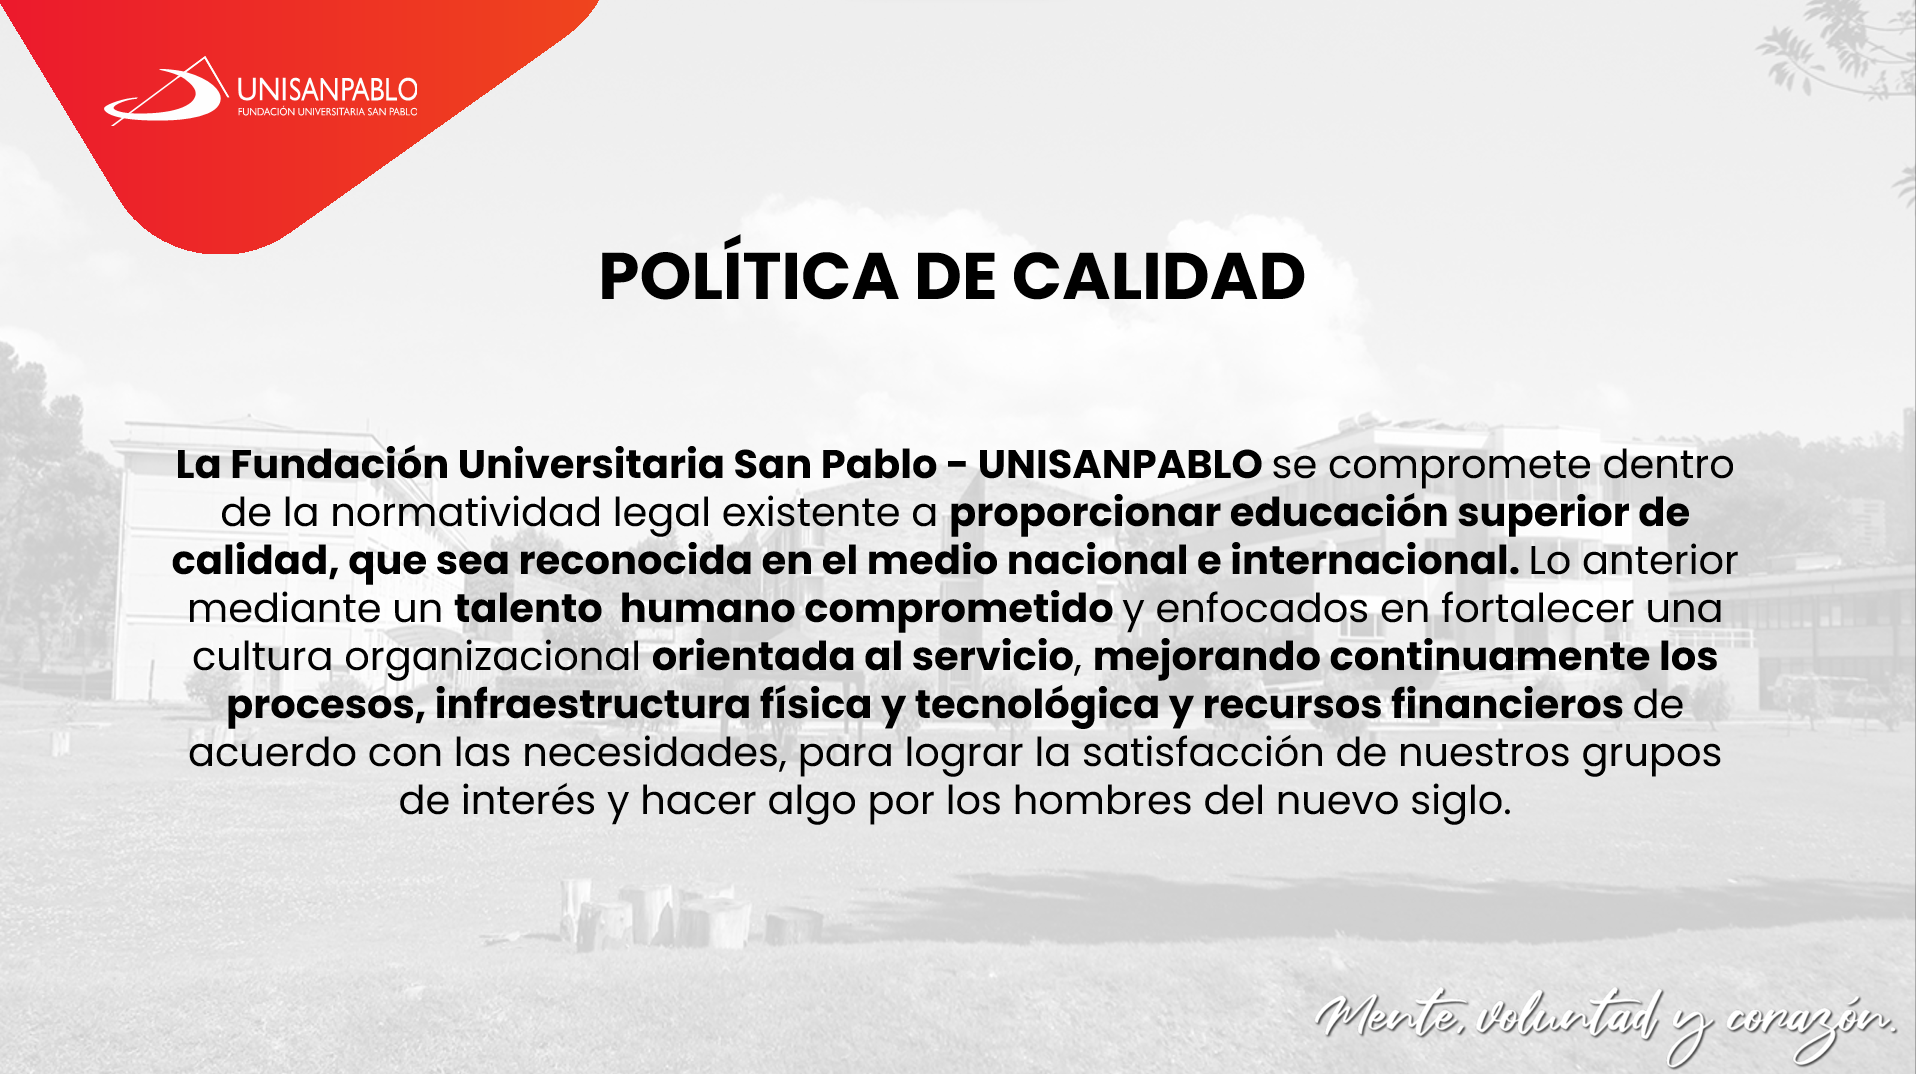 UNISANPABLO
FUNDACIÓN UNIVERSITARIA SAN PABLO
POLÍTICA DE CALIDAD
La Fundación Universitaria San Pablo - UNISANPABLO se compromete dentro
de la normatividad legal existente a proporcionar educación superior de
calidad, que sea reconocida en el medio nacional e internacional. Lo anterior
mediante un talento  humano comprometido y enfocados en fortalecer una
cultura organizacional orientada al servicio, mejorando continuamente los
procesos, infraestructura física y tecnológica y recursos financieros de
acuerdo con las necesidades, para lograr la satisfacción de nuestros grupos
de interés y hacer algo por los hombres del nuevo siglo.
Mente, voluntad y corazón.